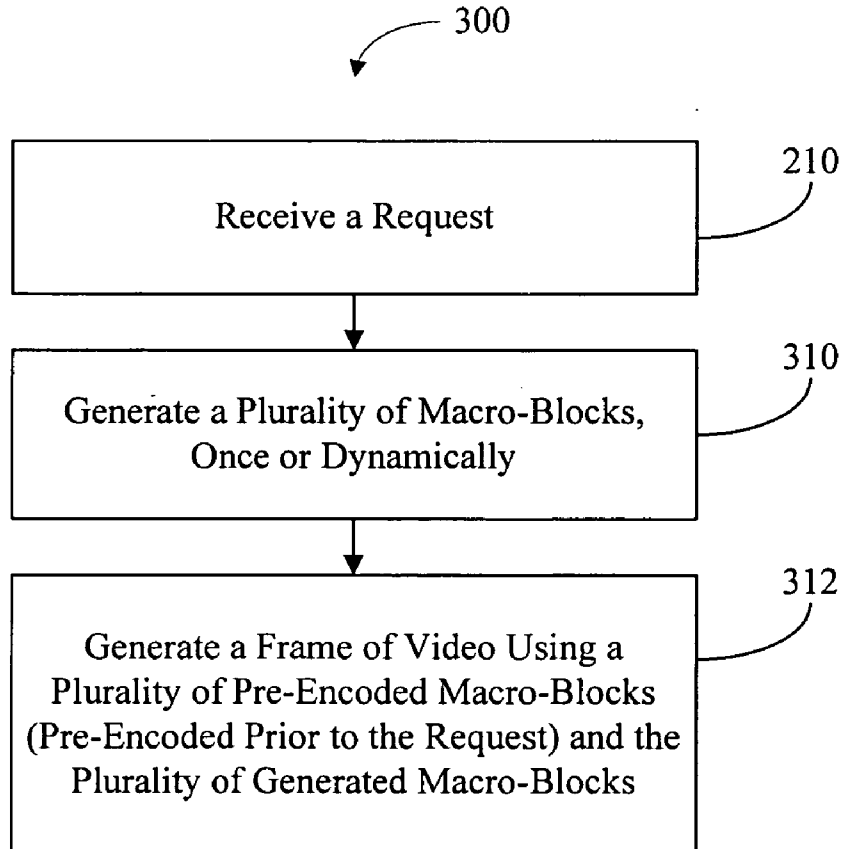 300
210
Receive a Request
310
Generate a Plurality of Macro-Blocks,
Once or Dynamically
312
Generate a Frame of Video Using a
Plurality of Pre-Encoded Macro-Blocks
(Pre-Encoded Prior to the Request) and the
Plurality of Generated Macro-Blocks